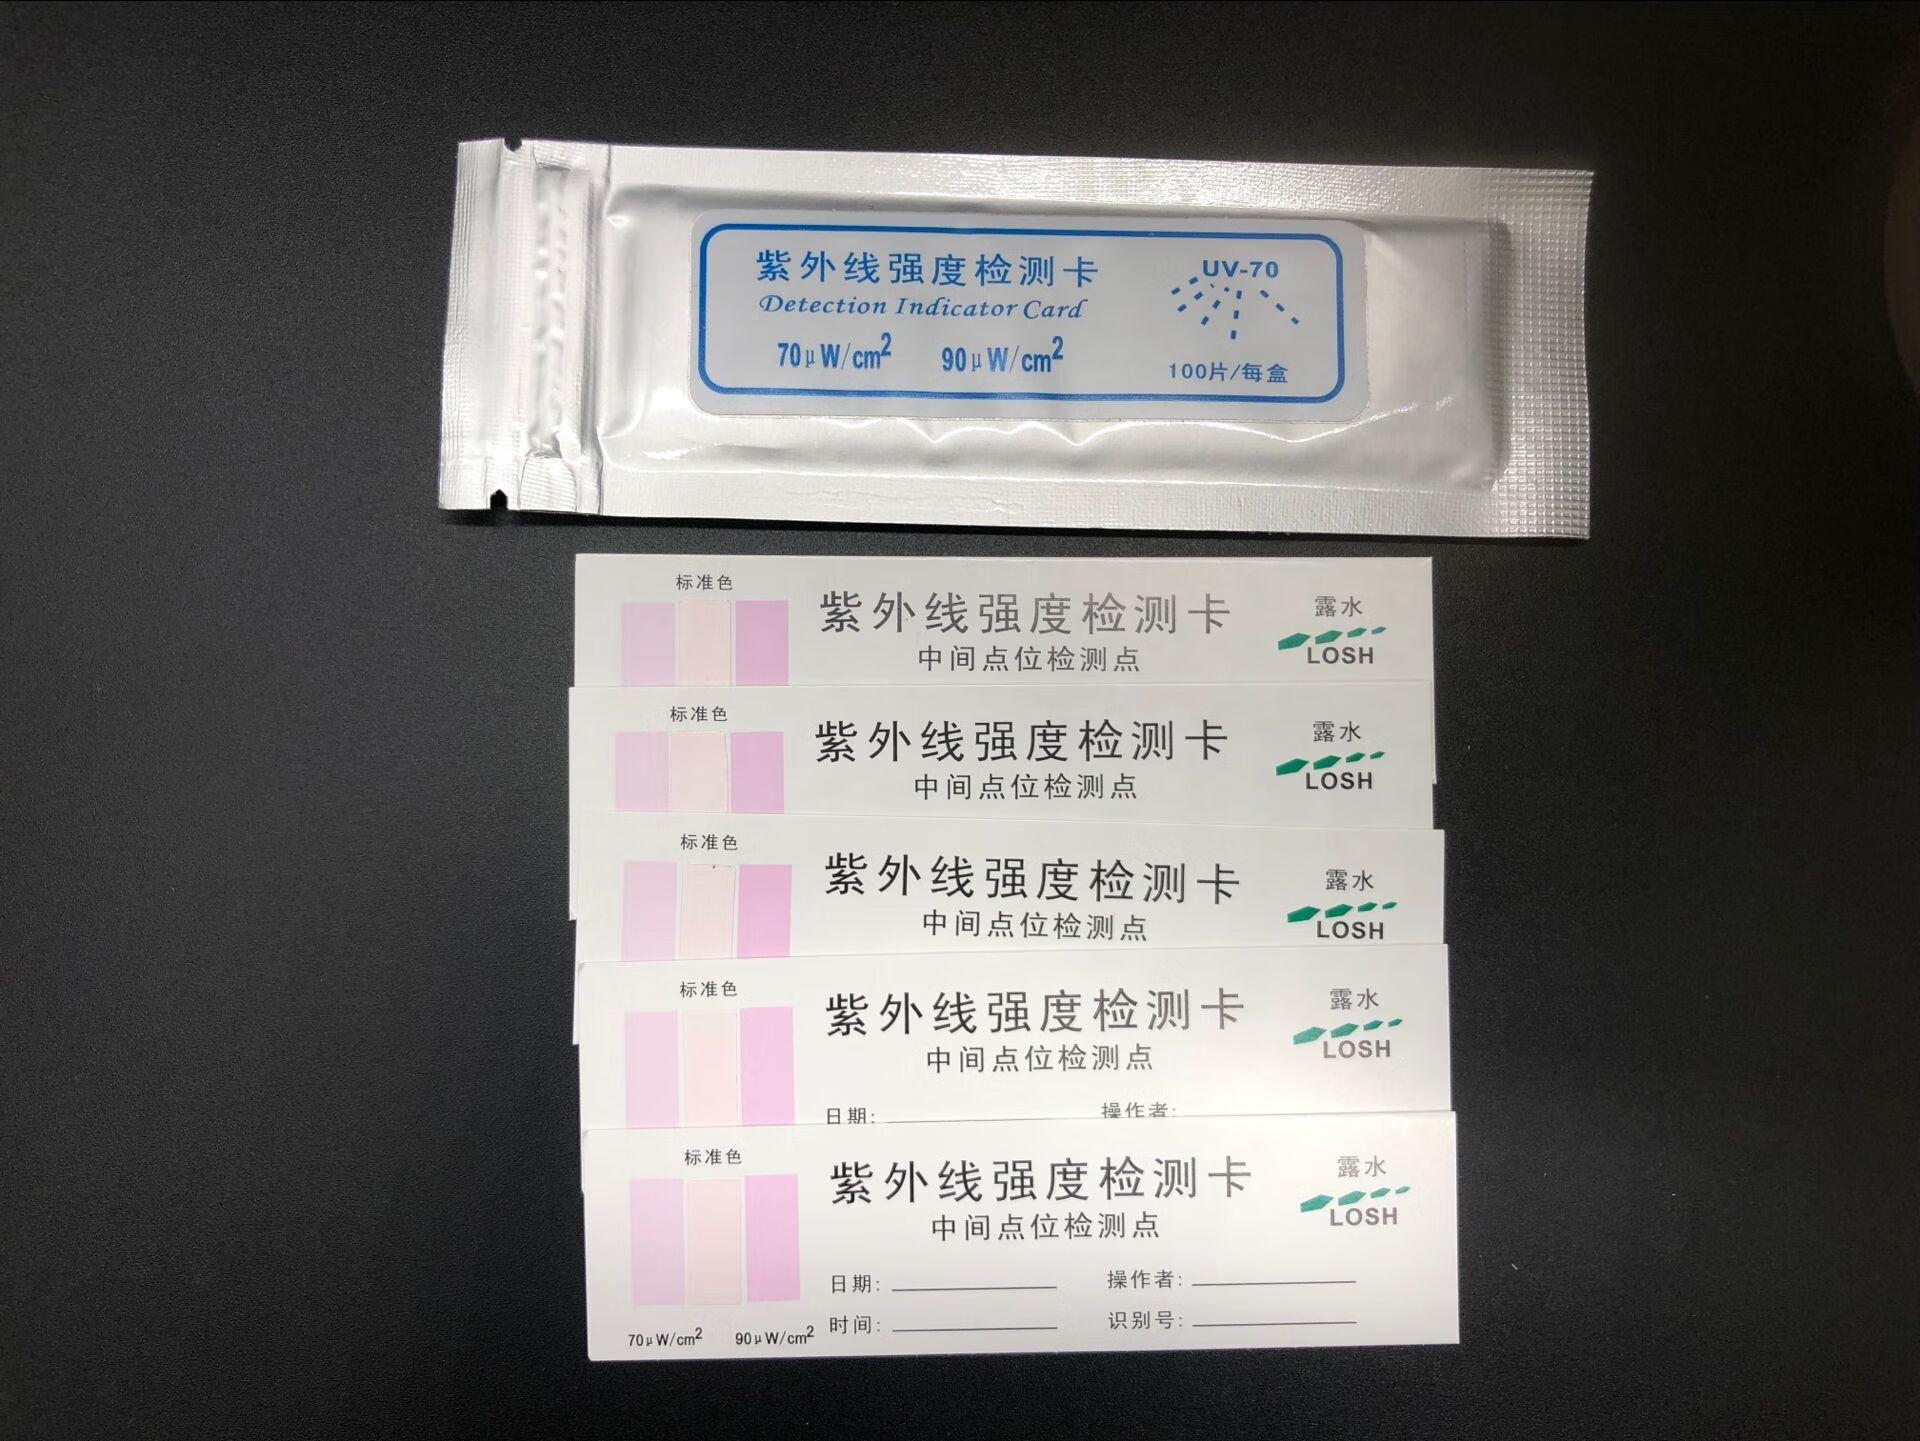 紫外线强度检测卡
Detection Indicator Card
70μW/cm² 90μW/cm²
UV-70
100片/每盒
标准色
紫外线强度检测卡
中间点位检测点
露水
LOSH
标准色
紫外线强度检测卡
中间点位检测点
露水
LOSH
标准色
紫外线强度检测卡
中间点位检测点
露水
LOSH
标准色
紫外线强度检测卡
中间点位检测点
露水
LOSH
日期: 操作者:
标准色
紫外线强度检测卡
中间点位检测点
露水
LOSH
日期: 操作者:
时间: 识别号:
70μW/cm² 90μW/cm²